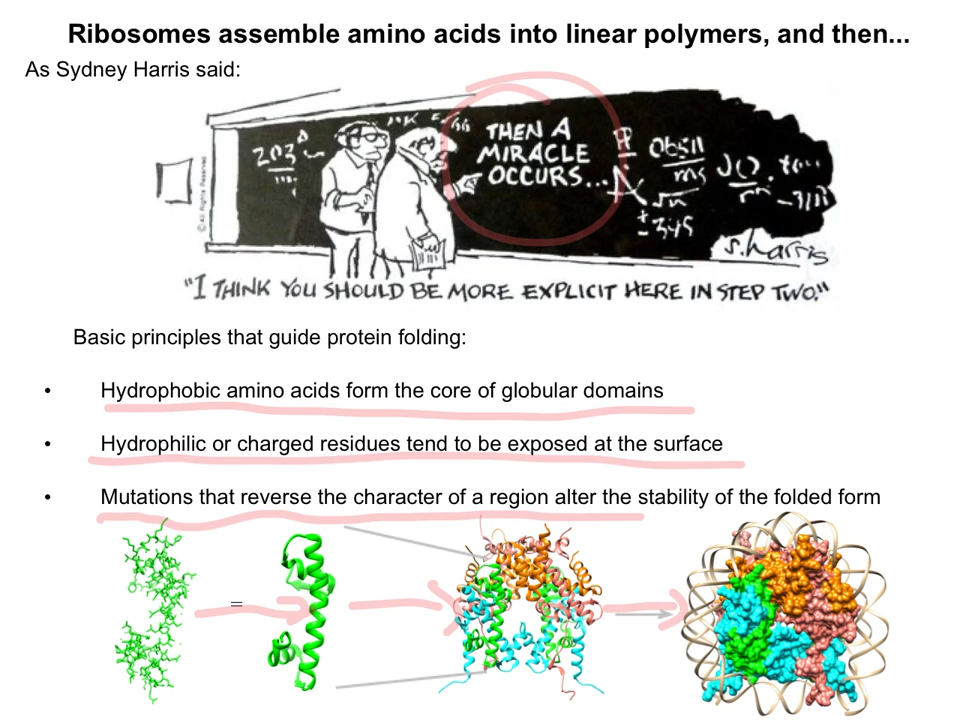 Ribosomes assemble amino acids into linear polymers, and then...
As Sydney Harris said:
THEN A
MIRACLE
OCCURS...
©All Rights Reserved
s.harris
"I THINK YOU SHOULD BE MORE EXPLICIT HERE IN STEP TWO."
Basic principles that guide protein folding:
• Hydrophobic amino acids form the core of globular domains
• Hydrophilic or charged residues tend to be exposed at the surface
• Mutations that reverse the character of a region alter the stability of the folded form
=